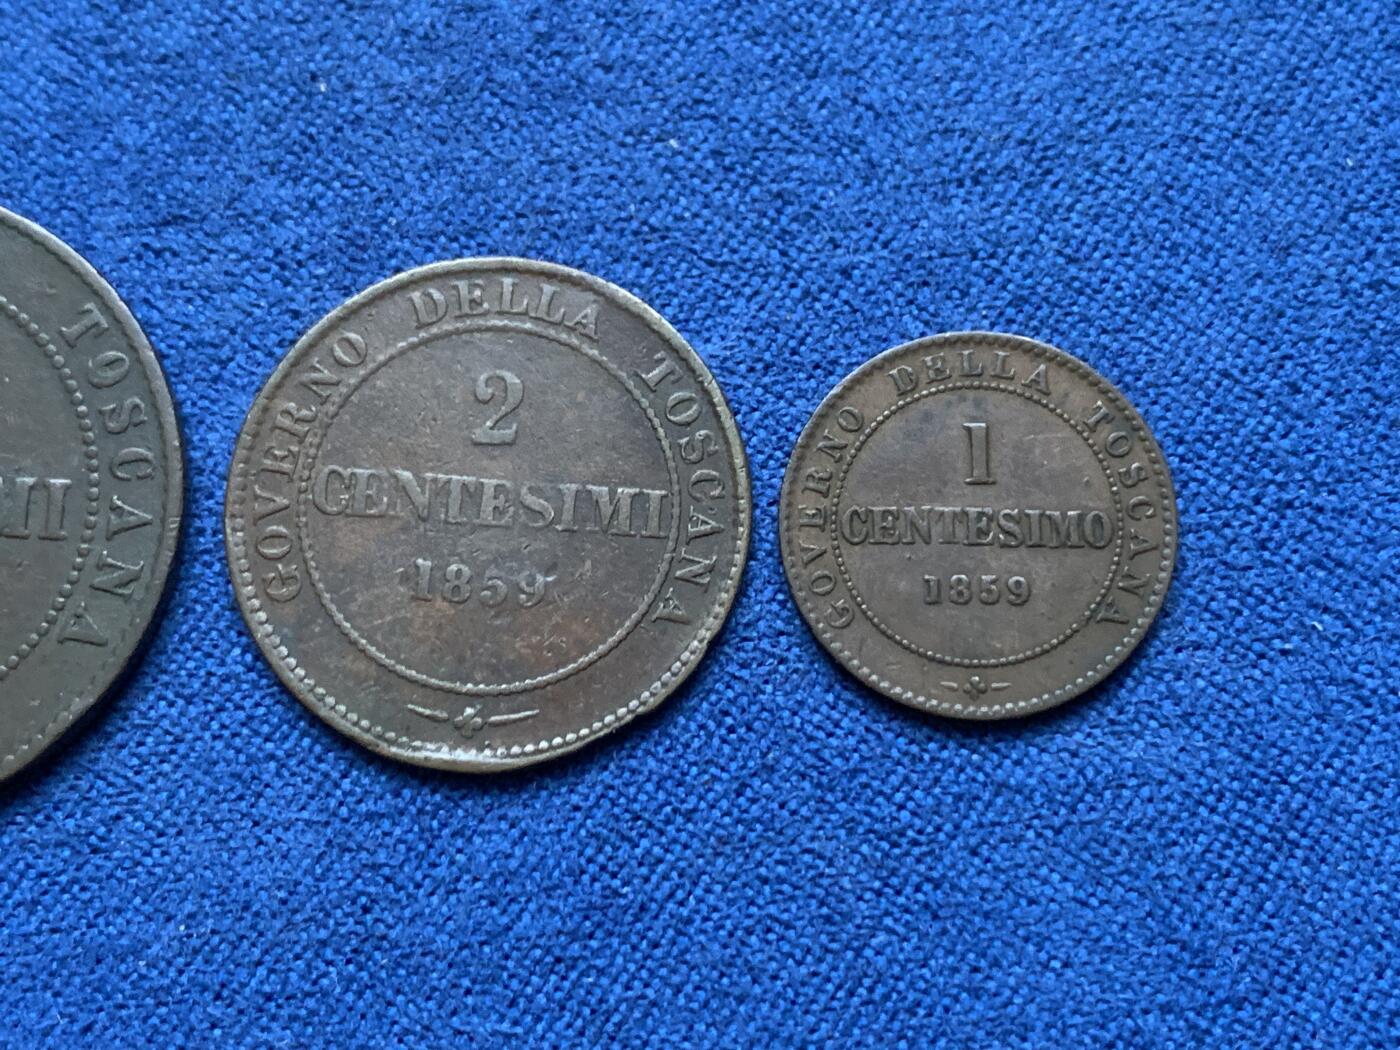 TOSCANA
GOVERNO DELLA TOSCANA
2
CENTESIMI
1859
GOVERNO DELLA TOSCANA
1
CENTESIMO
1859